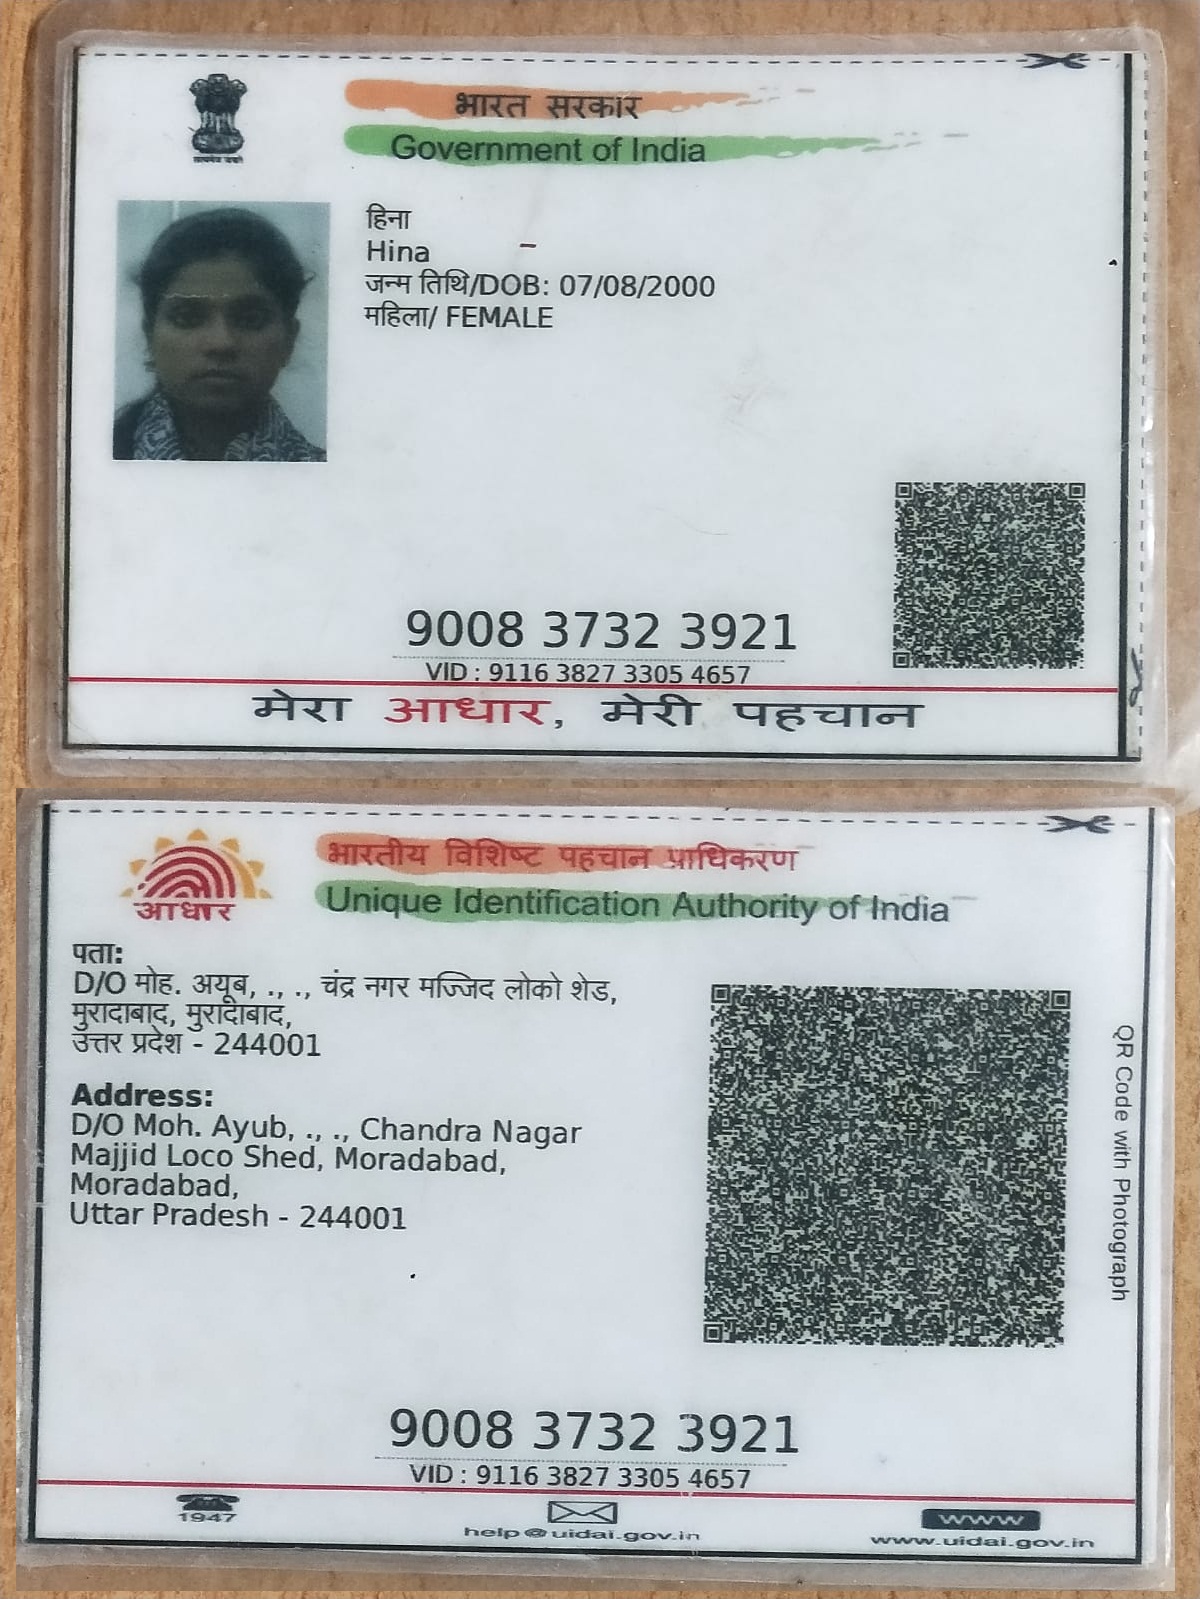 भारत सरकार
Government of India
हिना
Hina
जन्म तिथि/DOB: 07/08/2000
महिला/ FEMALE
9008 3732 3921
VID : 9116 3827 3305 4657
मेरा आधार, मेरी पहचान
भारतीय विशिष्ट पहचान प्राधिकरण
Unique Identification Authority of India
आधार
पता:
D/O मोह. अयूब, ., ., चंद्र नगर मज्जिद लोको शेड,
मुरादाबाद, मुरादाबाद,
उत्तर प्रदेश - 244001
Address:
D/O Moh. Ayub, ., ., Chandra Nagar
Majjid Loco Shed, Moradabad,
Moradabad,
Uttar Pradesh - 244001
QR Code with Photograph
9008 3732 3921
VID : 9116 3827 3305 4657
1947
help@uidai.gov.in
www
www.uidai.gov.in